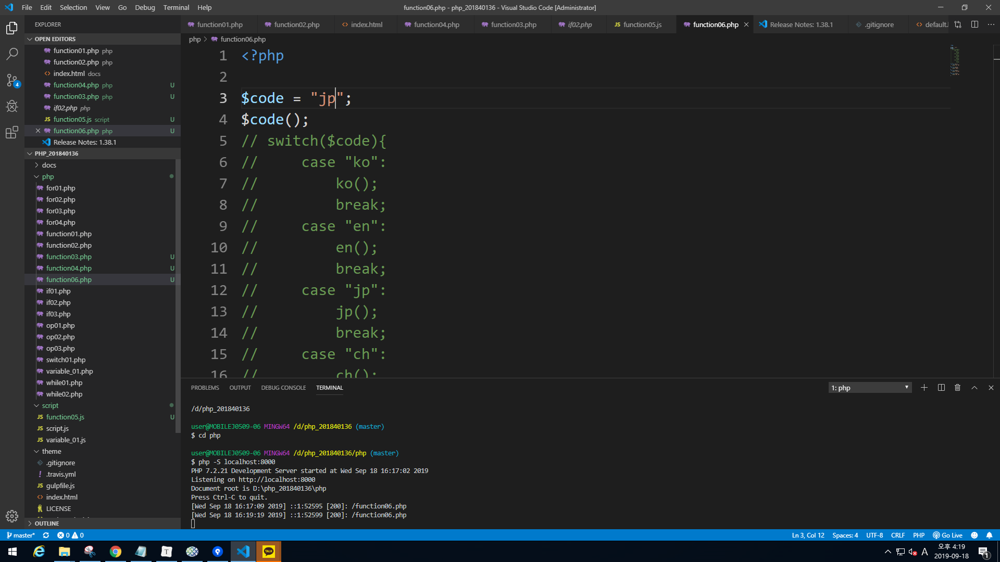 File Edit Selection View Go Debug Terminal Help
function06.php - php_201840136 - Visual Studio Code [Administrator]
EXPLORER
OPEN EDITORS
function01.php php
function02.php php
index.html docs
function04.php php U
function03.php php U
if02.php php
function05.js script U
function06.php php U
Release Notes: 1.38.1
PHP_201840136
docs
php
for01.php
for02.php
for03.php
for04.php
function01.php
function02.php
function03.php U
function04.php U
function06.php U
if01.php
if02.php
if03.php
op01.php
op02.php
op03.php
switch01.php
variable_01.php
while01.php
while02.php
script
function05.js U
script.js
variable_01.js
theme
.gitignore
.travis.yml
gulpfile.js
index.html
LICENSE
OUTLINE
4
function01.php function02.php index.html function04.php function03.php if02.php function05.js function06.php Release Notes: 1.38.1 .gitignore default.
php > function06.php
1 <?php
2
3 $code = "jp";
4 $code();
5 // switch($code){
6 //     case "ko":
7 //         ko();
8 //         break;
9 //     case "en":
10 //         en();
11 //         break;
12 //     case "jp":
13 //         jp();
14 //         break;
15 //     case "ch":
16 //         ch();
PROBLEMS OUTPUT DEBUG CONSOLE TERMINAL 1: php
/d/php_201840136
user@MOBILEJ0509-06 MINGW64 /d/php_201840136 (master)
$ cd php
user@MOBILEJ0509-06 MINGW64 /d/php_201840136/php (master)
$ php -S localhost:8000
PHP 7.2.21 Development Server started at Wed Sep 18 16:17:02 2019
Listening on http://localhost:8000
Document root is D:\php_201840136\php
Press Ctrl-C to quit.
[Wed Sep 18 16:17:09 2019] ::1:52595 [200]: /function06.php
[Wed Sep 18 16:19:19 2019] ::1:52599 [200]: /function06.php
master* 0 0 Ln 3, Col 12 Spaces: 4 UTF-8 CRLF PHP Go Live
T TALK A 오후 4:19
2019-09-18 1